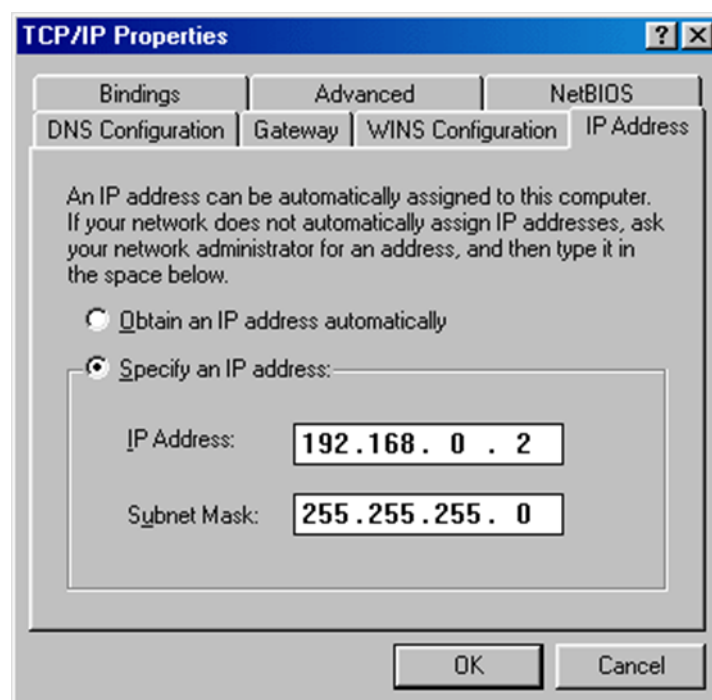 TCP/IP Properties
Bindings Advanced NetBIOS
DNS Configuration Gateway WINS Configuration IP Address
An IP address can be automatically assigned to this computer.
If your network does not automatically assign IP addresses, ask
your network administrator for an address, and then type it in
the space below.
Obtain an IP address automatically
Specify an IP address:
IP Address: 192.168. 0 . 2
Subnet Mask: 255.255.255. 0
OK Cancel